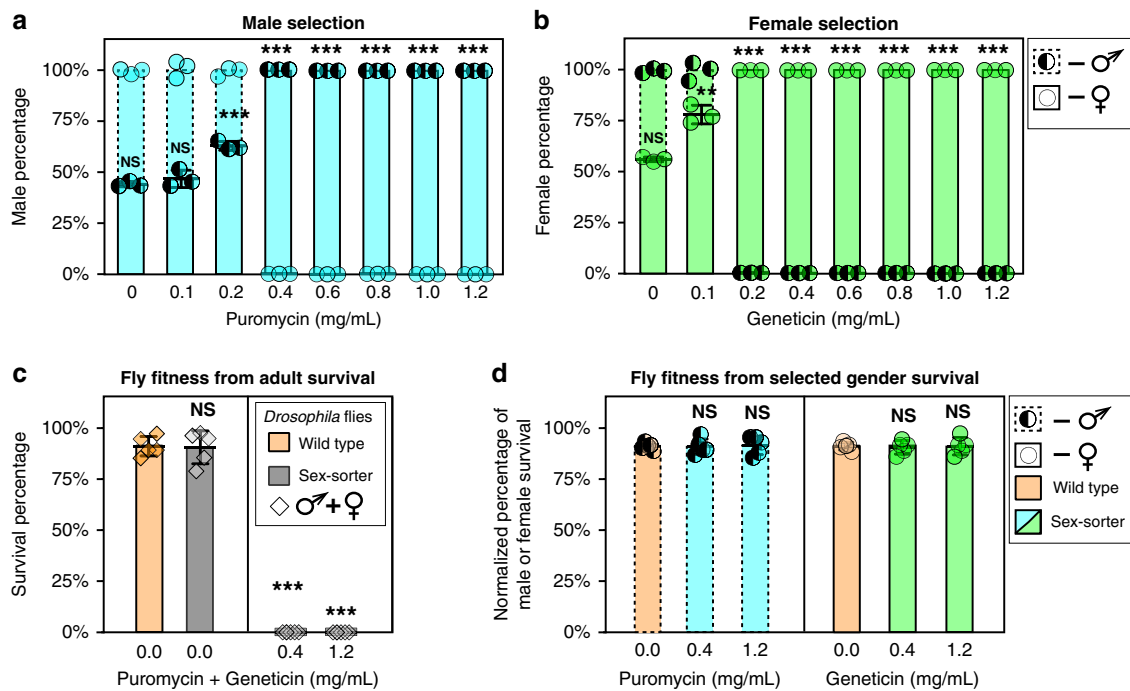 a
Male selection
Male percentage
100%
75%
50%
25%
0%
NS
NS
***
***
***
***
***
***
0
0.1
0.2
0.4
0.6
0.8
1.0
1.2
Puromycin (mg/mL)
b
Female selection
Female percentage
100%
75%
50%
25%
0%
NS
**
***
***
***
***
***
***
0
0.1
0.2
0.4
0.6
0.8
1.0
1.2
Geneticin (mg/mL)
– ♂
– ♀
c
Fly fitness from adult survival
Survival percentage
100%
75%
50%
25%
0%
NS
***
***
Drosophila flies
Wild type
Sex-sorter
♂+♀
0.0
0.0
0.4
1.2
Puromycin + Geneticin (mg/mL)
d
Fly fitness from selected gender survival
Normalized percentage of
male or female survival
100%
75%
50%
25%
0%
NS
NS
NS
NS
0.0
0.4
1.2
0.0
0.4
1.2
Puromycin (mg/mL)
Geneticin (mg/mL)
– ♂
– ♀
Wild type
Sex-sorter